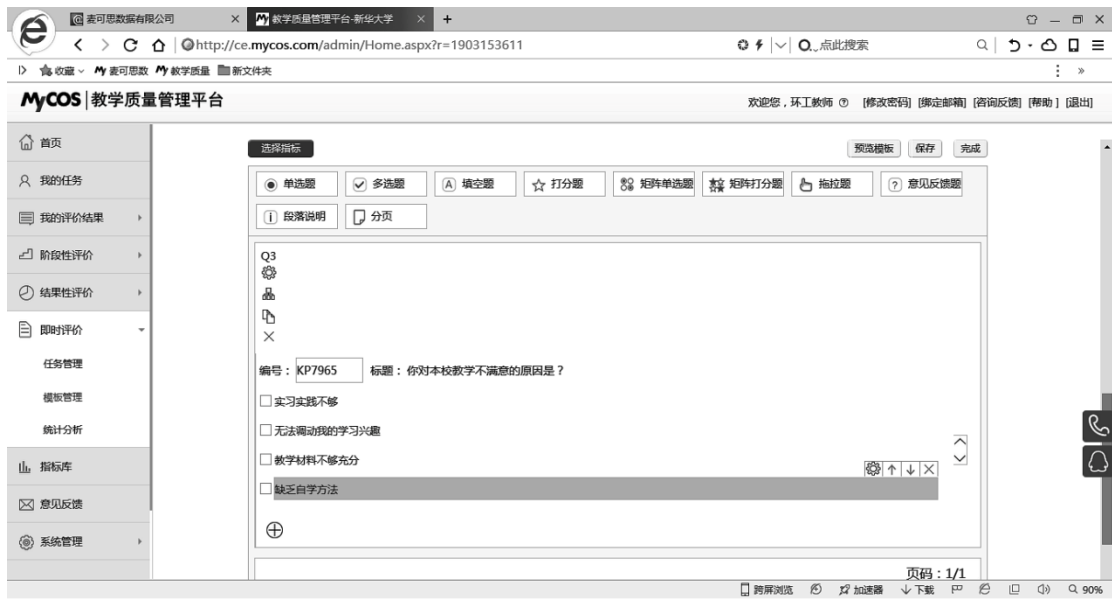 麦可思数据有限公司 × 教学质量管理平台-新华大学 × +
http://ce.mycos.com/admin/Home.aspx?r=1903153611 点此搜索
收藏 麦可思数 教学质量 新文件夹 »
MyCOS 教学质量管理平台 欢迎您，环工教师 [修改密码] [绑定邮箱] [咨询反馈] [帮助] [退出]
首页
我的任务
我的评价结果
阶段性评价
结果性评价
即时评价
任务管理
模板管理
统计分析
指标库
意见反馈
系统管理
选择指标 预览模板 保存 完成
单选题 多选题 A 填空题 打分题 矩阵单选题 矩阵打分题 拖拉题 ? 意见反馈题
i 段落说明 分页
Q3
编号： KP7965 标题：你对本校教学不满意的原因是？
实习实践不够
无法调动我的学习兴趣
教学材料不够充分
缺乏自学方法
页码：1/1
跨屏浏览 加速器 下载 90%